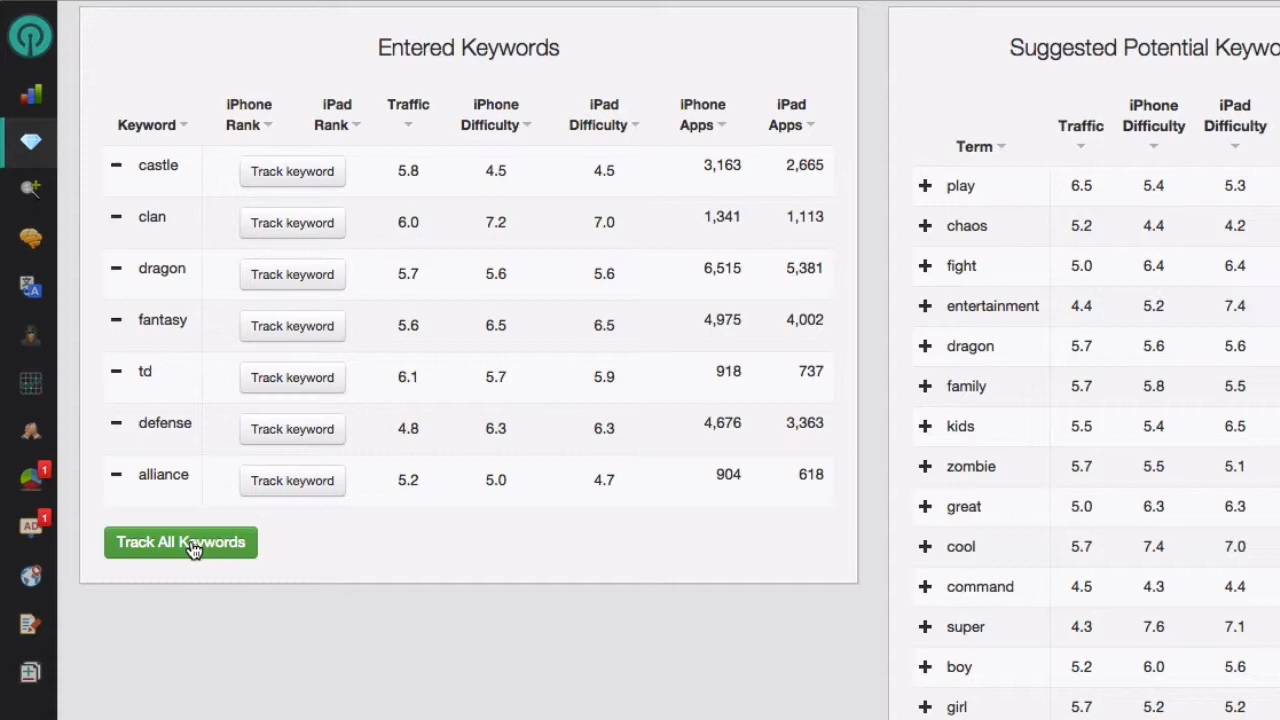 Entered Keywords
Keyword iPhone Rank iPad Rank Traffic iPhone Difficulty iPad Difficulty iPhone Apps iPad Apps
castle Track keyword 5.8 4.5 4.5 3,163 2,665
clan Track keyword 6.0 7.2 7.0 1,341 1,113
dragon Track keyword 5.7 5.6 5.6 6,515 5,381
fantasy Track keyword 5.6 6.5 6.5 4,975 4,002
td Track keyword 6.1 5.7 5.9 918 737
defense Track keyword 4.8 6.3 6.3 4,676 3,363
alliance Track keyword 5.2 5.0 4.7 904 618
Track All Keywords
Suggested Potential Keywo
Term Traffic iPhone Difficulty iPad Difficulty
play 6.5 5.4 5.3
chaos 5.2 4.4 4.2
fight 5.0 6.4 6.4
entertainment 4.4 5.2 7.4
dragon 5.7 5.6 5.6
family 5.7 5.8 5.5
kids 5.5 5.4 6.5
zombie 5.7 5.5 5.1
great 5.0 6.3 6.3
cool 5.7 7.4 7.0
command 4.5 4.3 4.4
super 4.3 7.6 7.1
boy 5.2 6.0 5.6
girl 5.7 5.2 5.2
A
1
AD 1